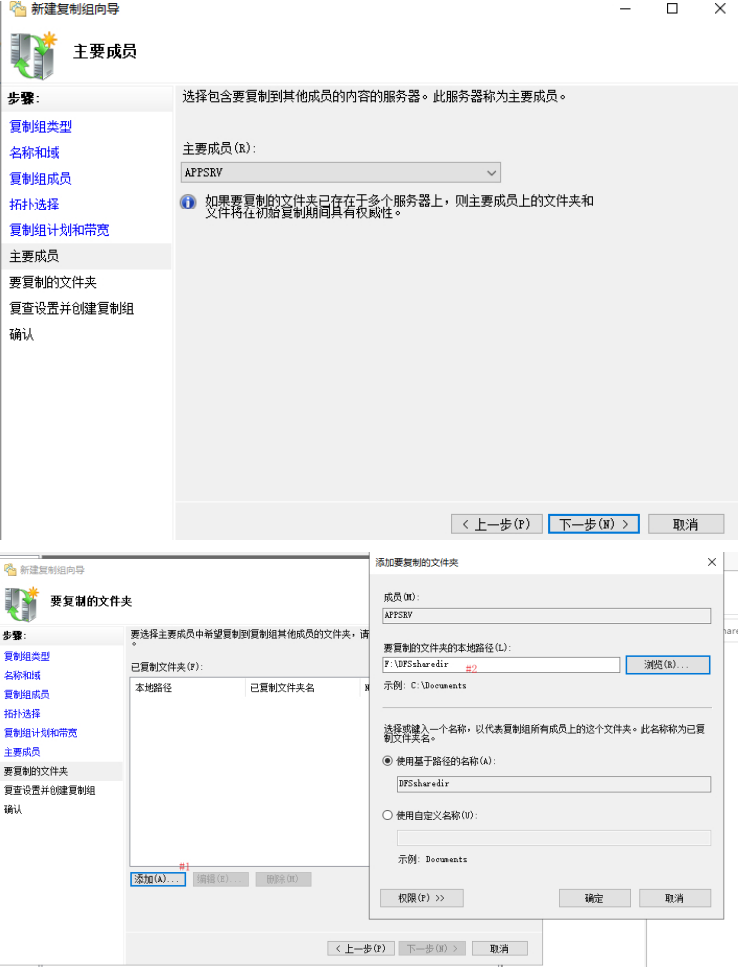 新建复制组向导
主要成员
步骤:
复制组类型
名称和域
复制组成员
拓扑选择
复制组计划和带宽
主要成员
要复制的文件夹
复查设置并创建复制组
确认
选择包含要复制到其他成员的内容的服务器。此服务器称为主要成员。
主要成员(R):
APPSRV
如果要复制的文件夹已存在于多个服务器上，则主要成员上的文件夹和
文件将在初始复制期间具有权威性。
< 上一步(P)
下一步(N) >
取消
新建复制组向导
要复制的文件夹
步骤:
复制组类型
名称和域
复制组成员
拓扑选择
复制组计划和带宽
主要成员
要复制的文件夹
复查设置并创建复制组
确认
要选择主要成员中希望复制到复制组其他成员的文件夹，请
。
已复制文件夹(F):
本地路径
已复制文件夹名
#1
添加(A)...
编辑(E)...
删除(M)
< 上一步(P)
下一步(N) >
取消
添加要复制的文件夹
成员(M):
APPSRV
要复制的文件夹的本地路径(L):
F:\DFSsharedir
#2
浏览(R)...
示例: C:\Documents
选择或键入一个名称，以代表复制组所有成员上的这个文件夹。此名称称为已复
制文件夹名。
使用基于路径的名称(A):
DFSsharedir
使用自定义名称(U):
示例: Documents
权限(P) >>
确定
取消